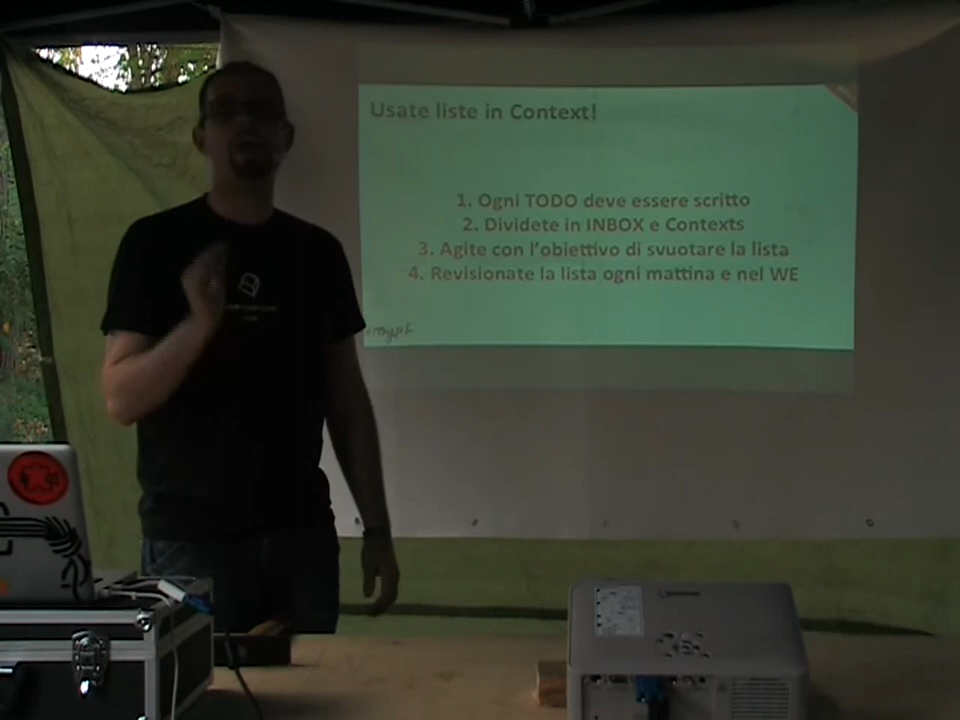 Usate liste in Context!
1. Ogni TODO deve essere scritto
2. Dividete in INBOX e Contexts
3. Agite con l'obiettivo di svuotare la lista
4. Revisionate la lista ogni mattina e nel WE